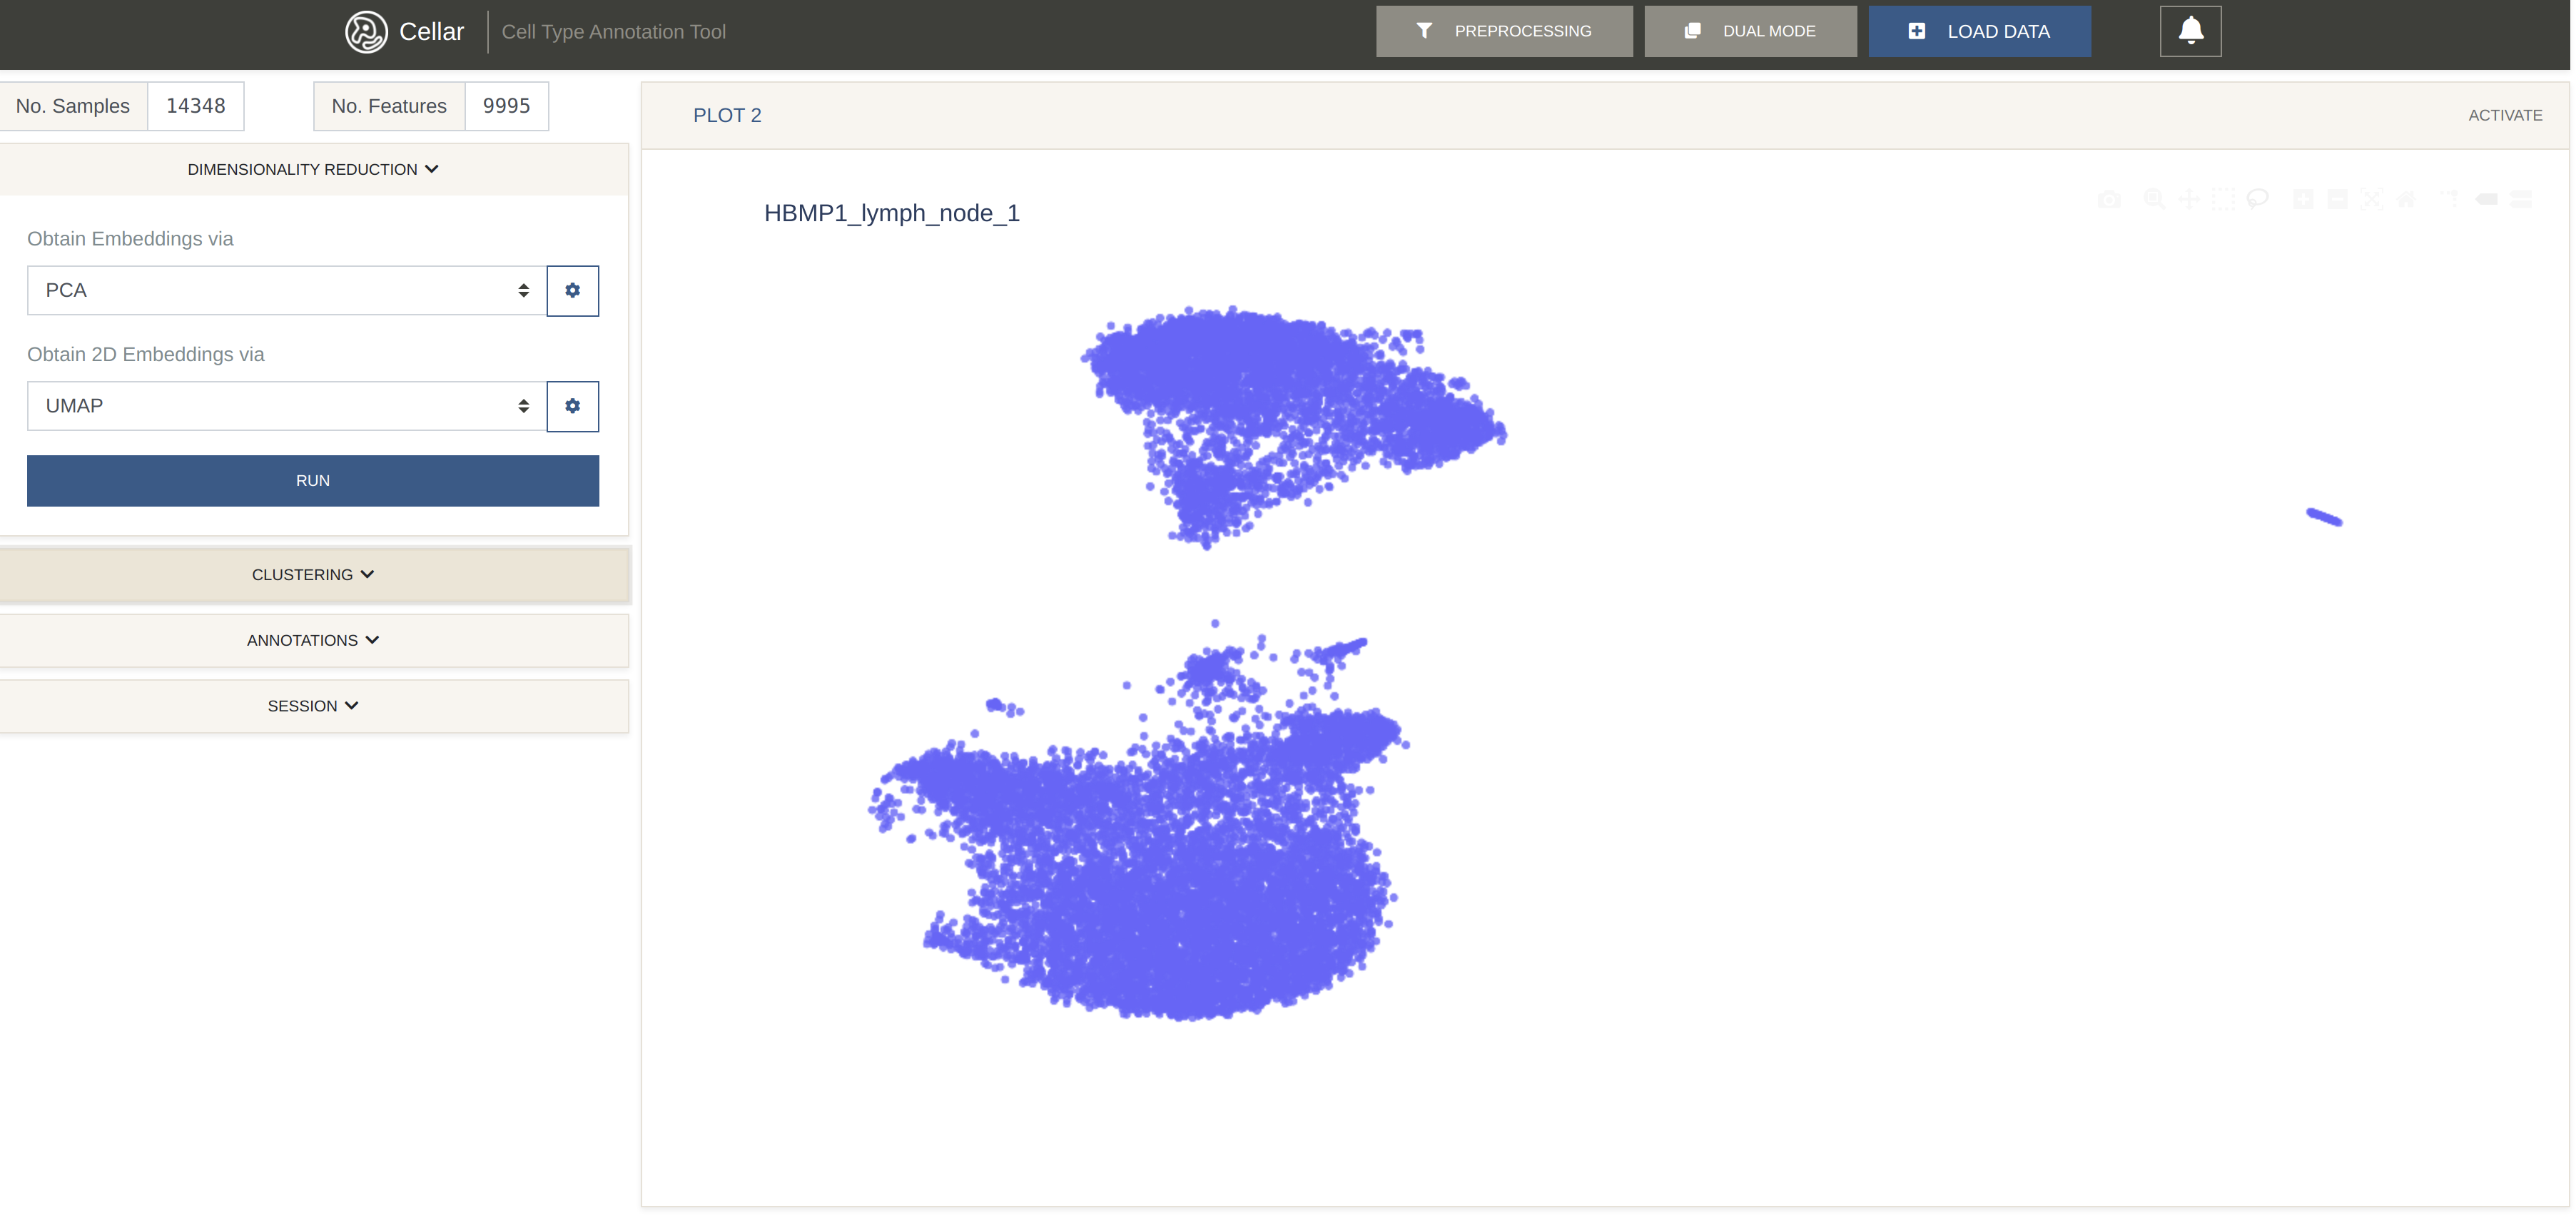 Cellar
Cell Type Annotation Tool
PREPROCESSING
DUAL MODE
LOAD DATA
No. Samples 14348
No. Features 9995
DIMENSIONALITY REDUCTION
Obtain Embeddings via
PCA
Obtain 2D Embeddings via
UMAP
RUN
CLUSTERING
ANNOTATIONS
SESSION
PLOT 2
ACTIVATE
HBMP1_lymph_node_1